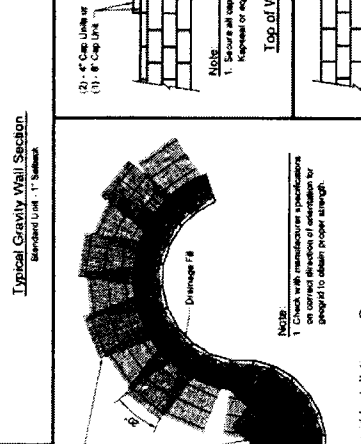 Typical Gravity Wall Section
Standard Unit - 1" Setback
(2) - 4" Cap Units or
(1) - 8" Cap Unit
Note:
1. Secure all cap
Kapseal or eq
Top of W
Drainage Fill
Note:
1 Check with manufacturer specifications
on correct direction of orientation for
geogrid to obtain proper strength.